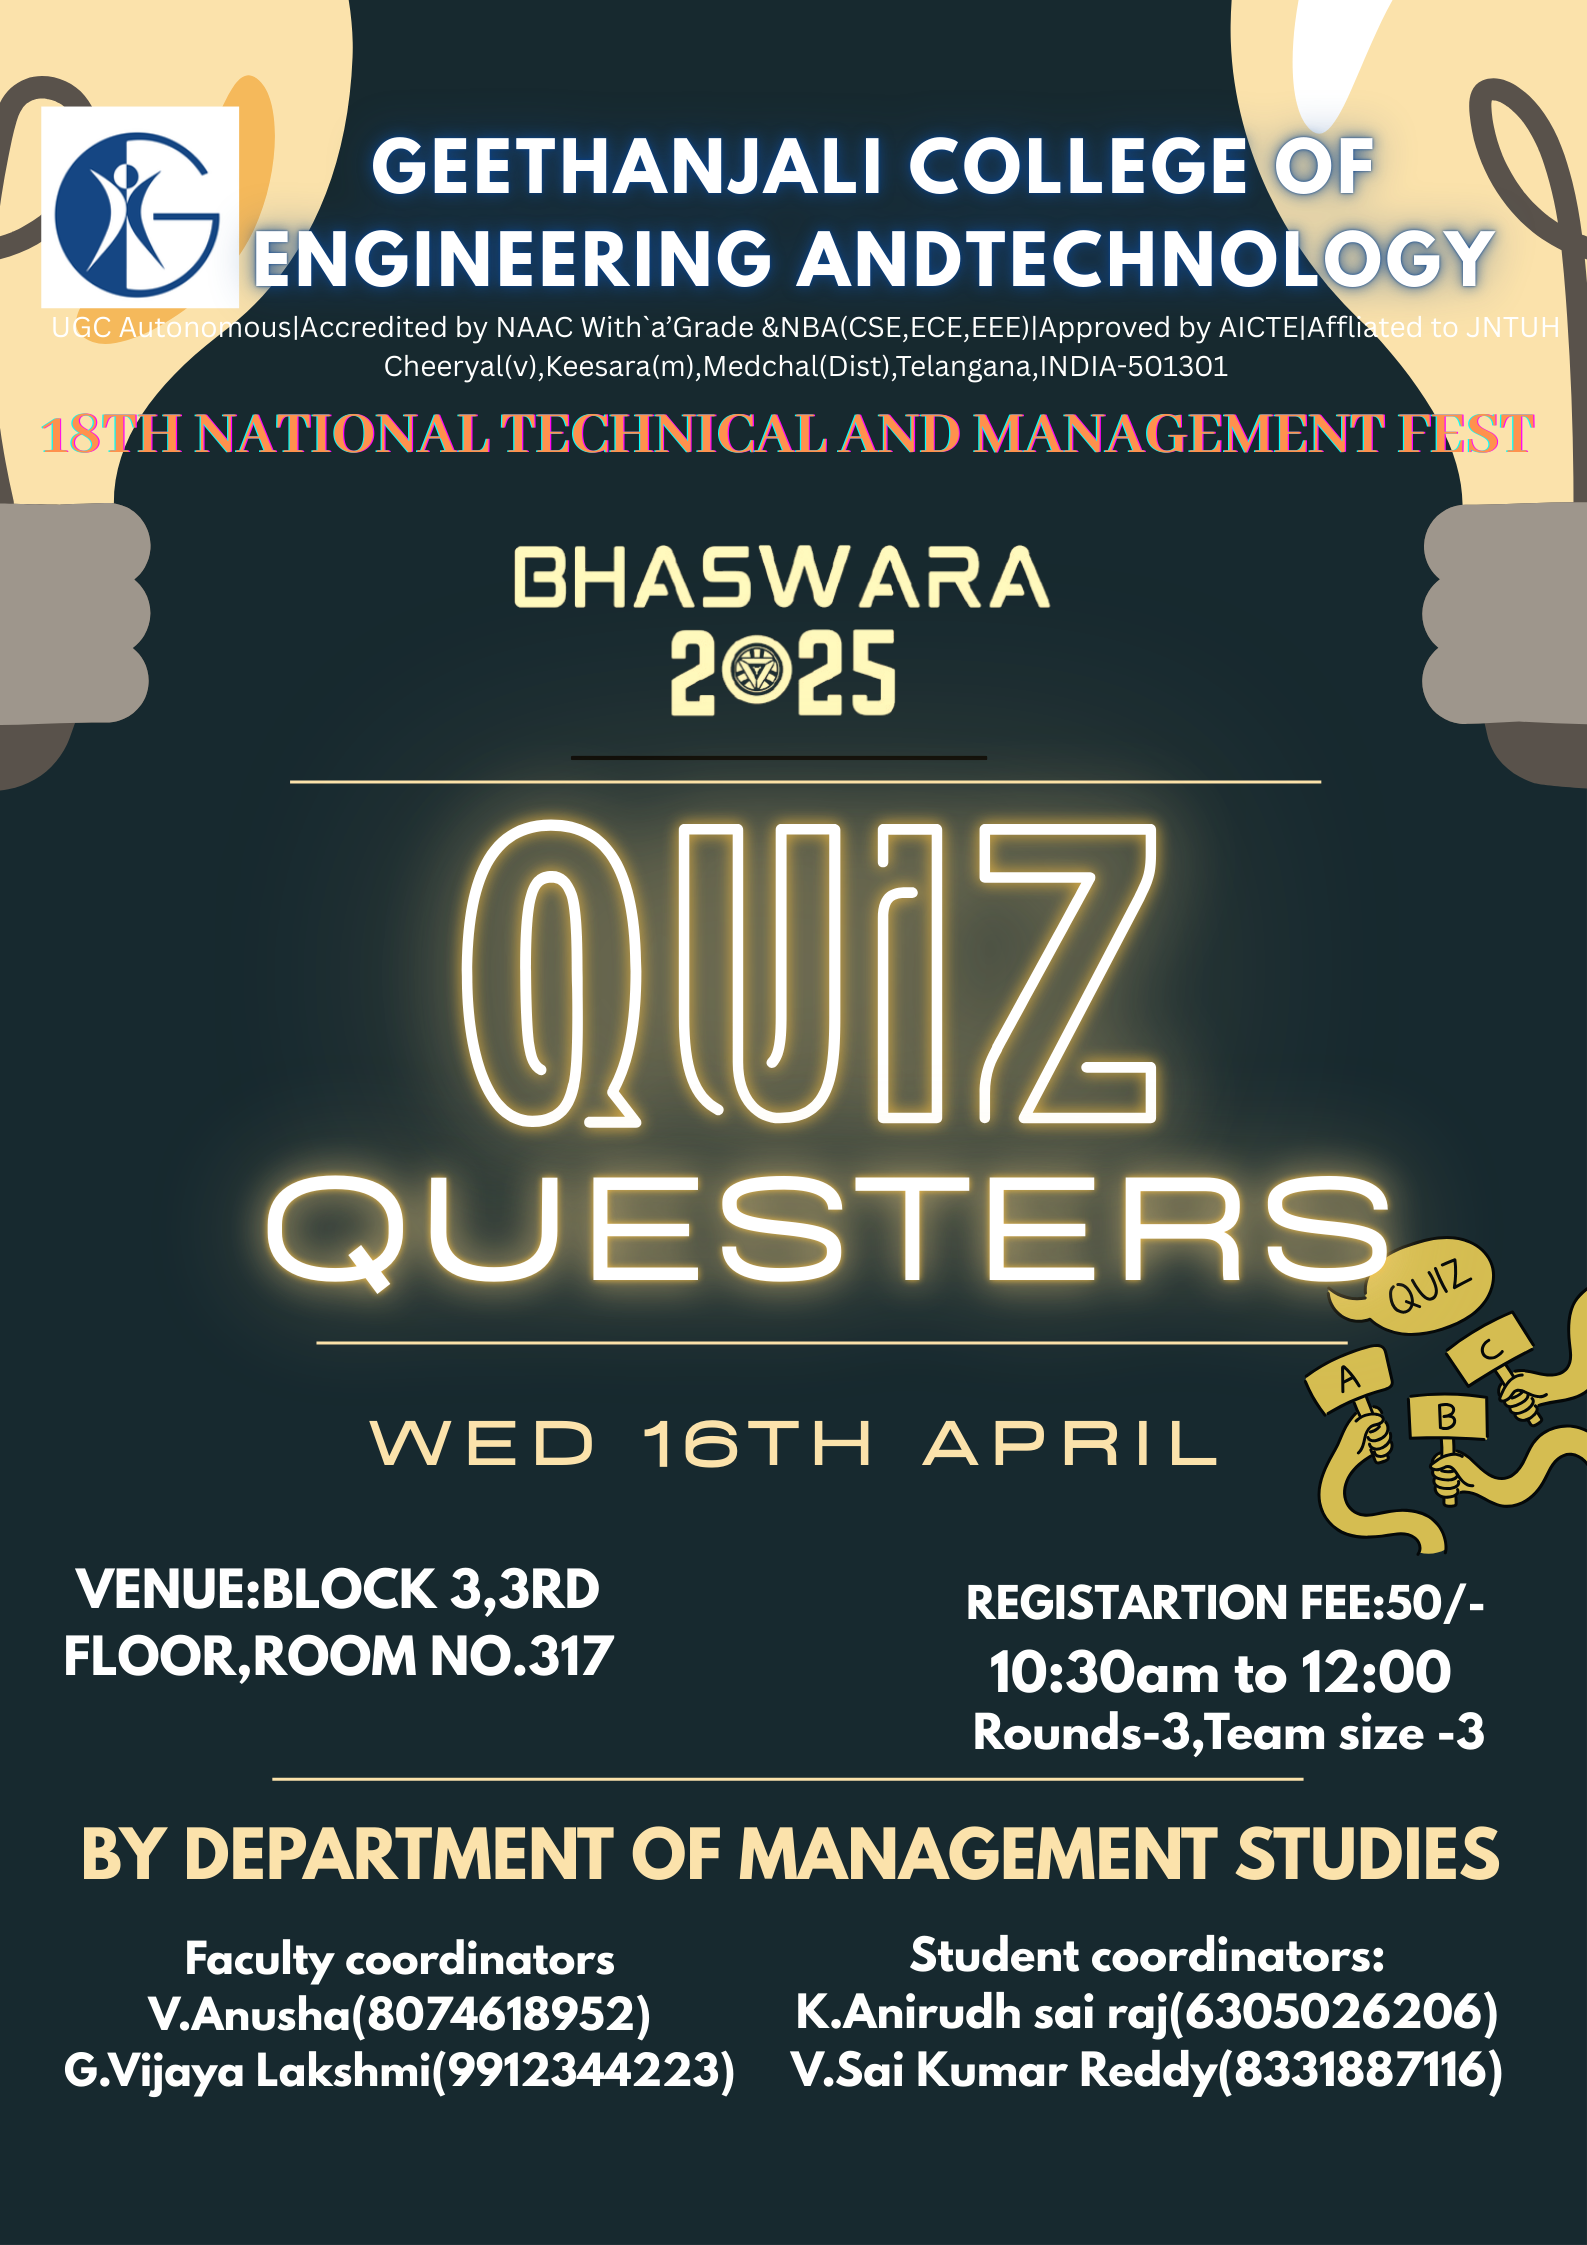 GEETHANJALI COLLEGE OF
ENGINEERING ANDTECHNOLOGY
UGC Autonomous|Accredited by NAAC With`a’Grade &NBA(CSE,ECE,EEE)|Approved by AICTE|Affliated to JNTUH
Cheeryal(v),Keesara(m),Medchal(Dist),Telangana,INDIA-501301
18TH NATIONAL TECHNICAL AND MANAGEMENT FEST
BHASWARA
2025
QUIZ
QUESTERS
QUIZ
C
A
B
WED 16TH APRIL
VENUE:BLOCK 3,3RD
FLOOR,ROOM NO.317
REGISTARTION FEE:50/-
10:30am to 12:00
Rounds-3,Team size -3
BY DEPARTMENT OF MANAGEMENT STUDIES
Faculty coordinators
V.Anusha(8074618952)
G.Vijaya Lakshmi(9912344223)
Student coordinators:
K.Anirudh sai raj(6305026206)
V.Sai Kumar Reddy(8331887116)